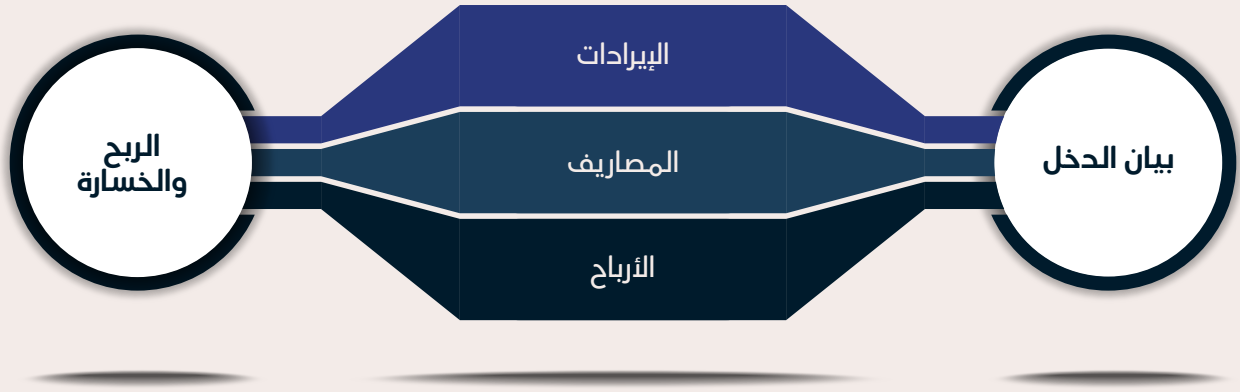 بيان الدخل
الإيرادات
المصاريف
الأرباح
الربح
والخسارة